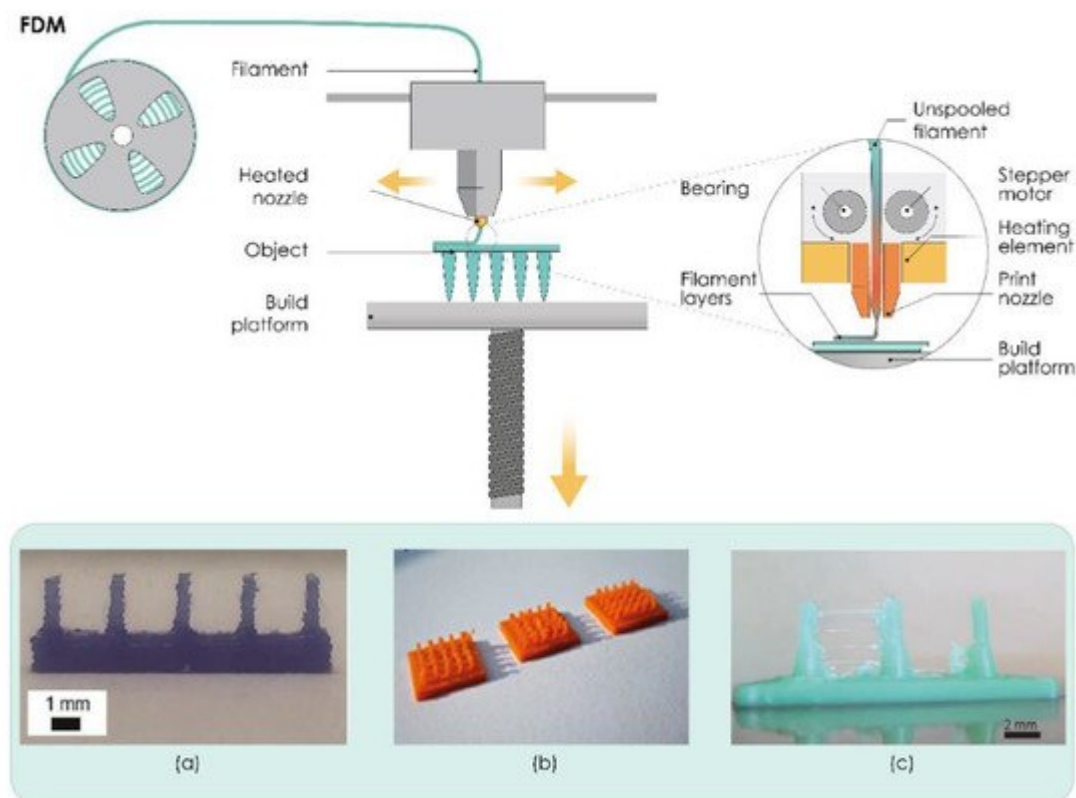 FDM
Filament
Heated
nozzle
Object
Build
platform
Unspooled
filament
Bearing
Stepper
motor
Heating
element
Filament
layers
Print
nozzle
Build
platform
1 mm
2 mm
(a)
(b)
(c)